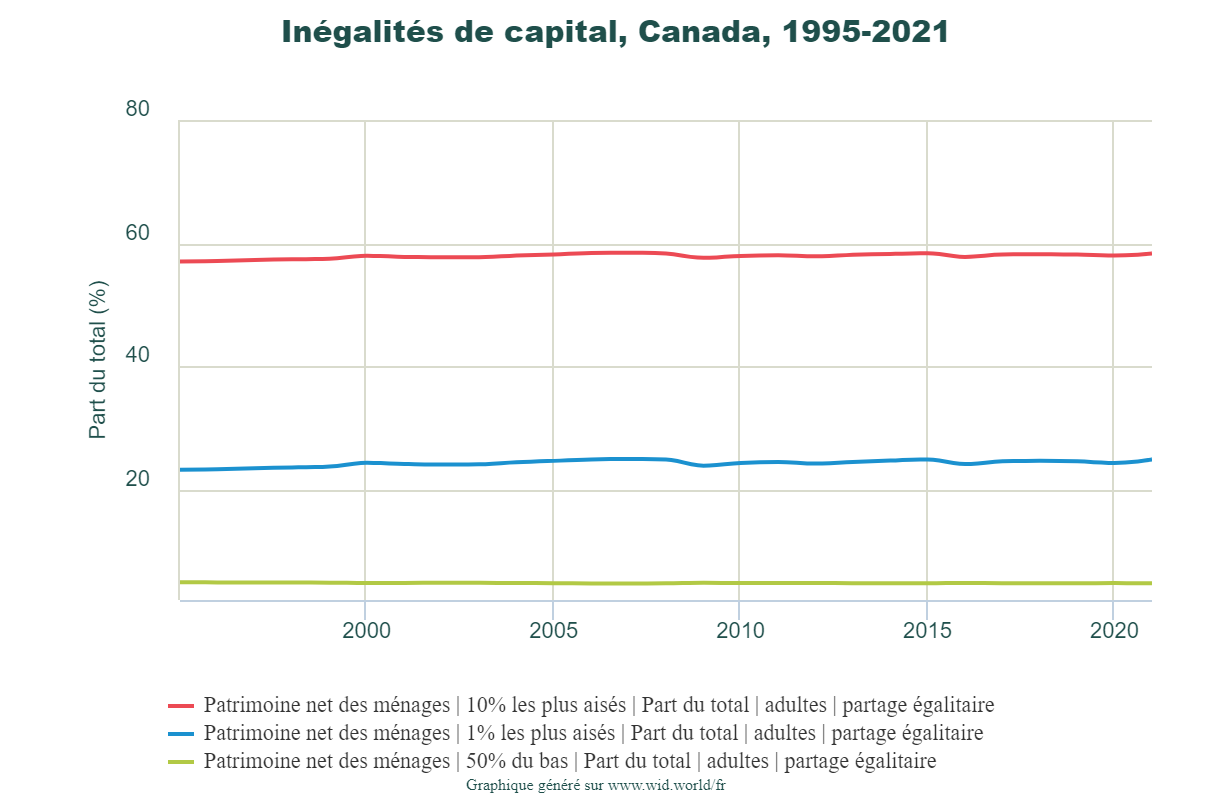 Inégalités de capital, Canada, 1995-2021
80
60
40
20
Part du total (%)
2000 2005 2010 2015 2020
Patrimoine net des ménages | 10% les plus aisés | Part du total | adultes | partage égalitaire
Patrimoine net des ménages | 1% les plus aisés | Part du total | adultes | partage égalitaire
Patrimoine net des ménages | 50% du bas | Part du total | adultes | partage égalitaire
Graphique généré sur www.wid.world/fr